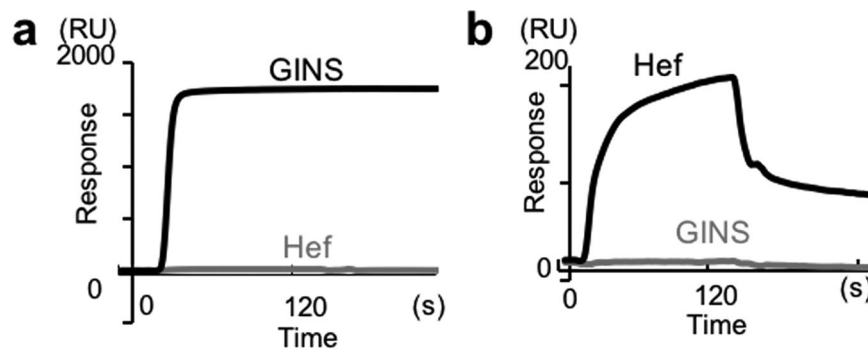 a
(RU)
2000
GINS
Response
Hef
0
0
120
(s)
Time
b
(RU)
200
Hef
Response
GINS
0
0
120
(s)
Time